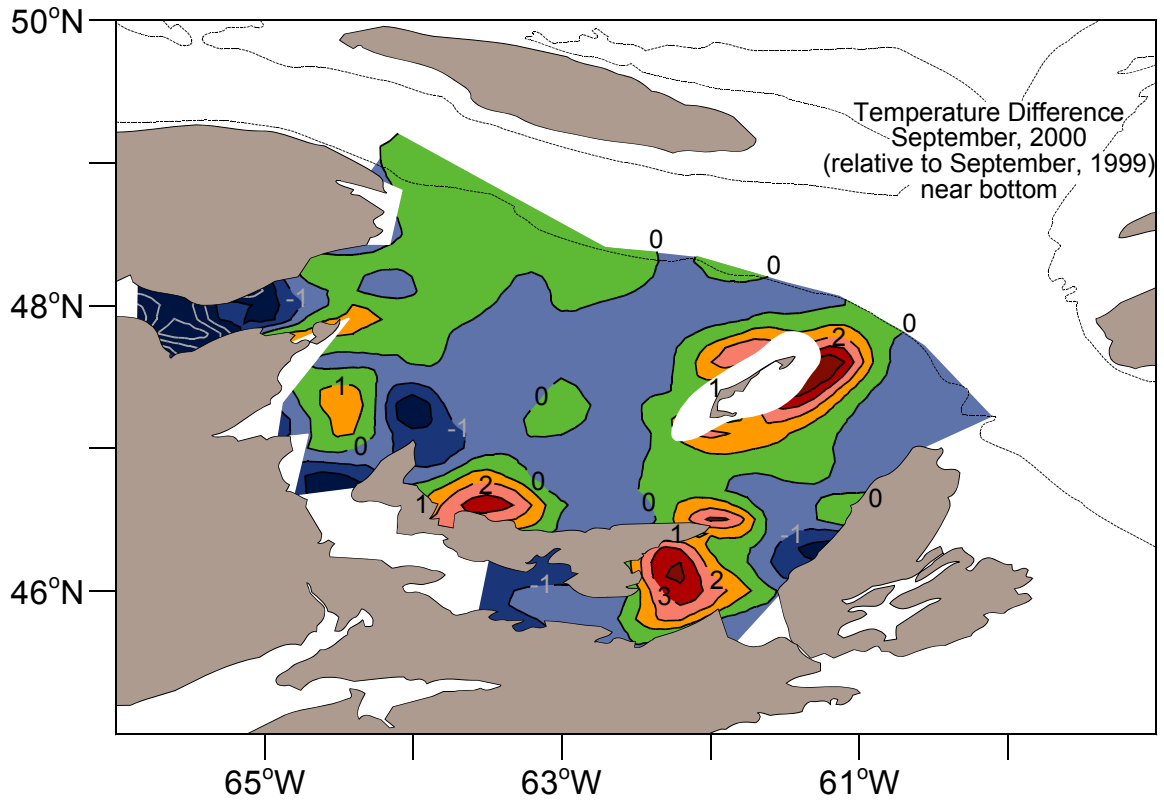 50°N
Temperature Difference
September, 2000
(relative to September, 1999)
near bottom
0
0
48°N
-1
0
2
1
1
0
-1
0
0
2
0
1
0
0
1
-1
46°N
-1
2
3
65°W
63°W
61°W